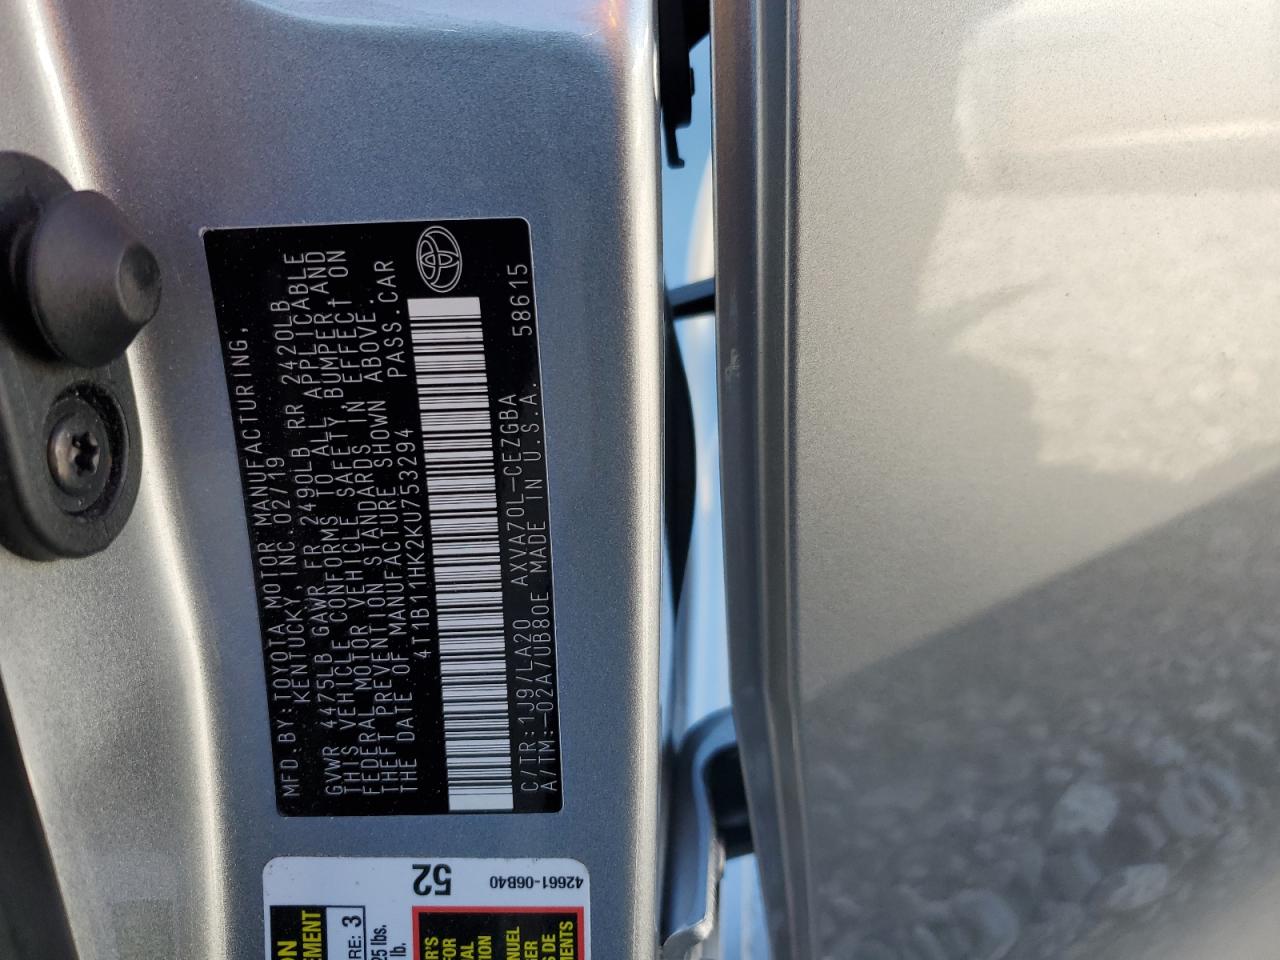 MFD.BY:TOYOTA MOTOR MANUFACTURING,
KENTUCKY, INC.02/19
GVWR 4475LB GAWR FR 2490LB RR 2420LB
THIS VEHICLE CONFORMS TO ALL APPLICABLE
FEDERAL MOTOR VEHICLE SAFETY,BUMPER,AND
THEFT PREVENTION STANDARDS IN EFFECT ON
THE DATE OF MANUFACTURE SHOWN ABOVE.
4T1B11HK2KU753294 PASS.CAR
C/TR:1J9/LA20 AXVA70L-CEZGBA 58615
A/TM:-02A/UB80E MADE IN U.S.A.
52
42661-06B40
RE: 3
lb.